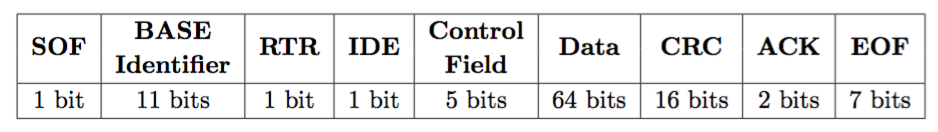 SOF BASE Identifier RTR IDE Control Field Data CRC ACK EOF
1 bit 11 bits 1 bit 1 bit 5 bits 64 bits 16 bits 2 bits 7 bits